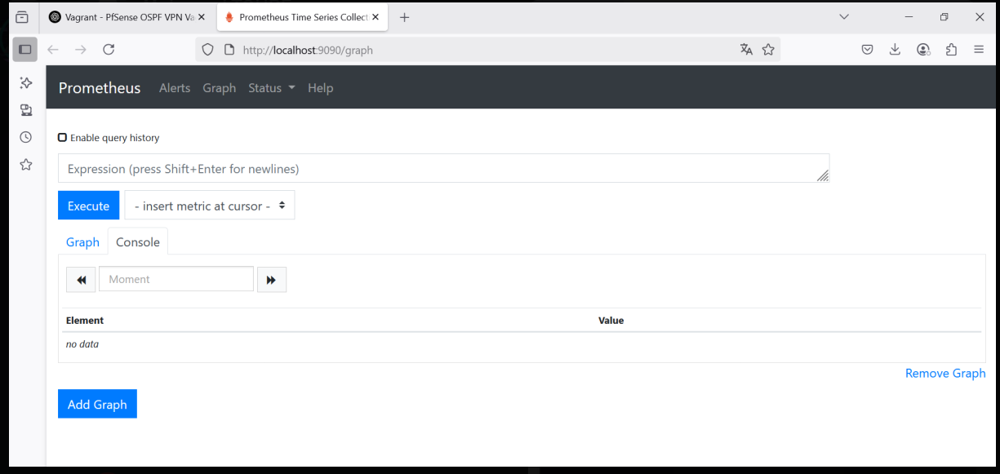 Vagrant - PfSense OSPF VPN Va
Prometheus Time Series Collect
http://localhost:9090/graph
Prometheus Alerts Graph Status Help
Enable query history
Expression (press Shift+Enter for newlines)
Execute - insert metric at cursor -
Graph Console
Moment
Element Value
no data
Remove Graph
Add Graph